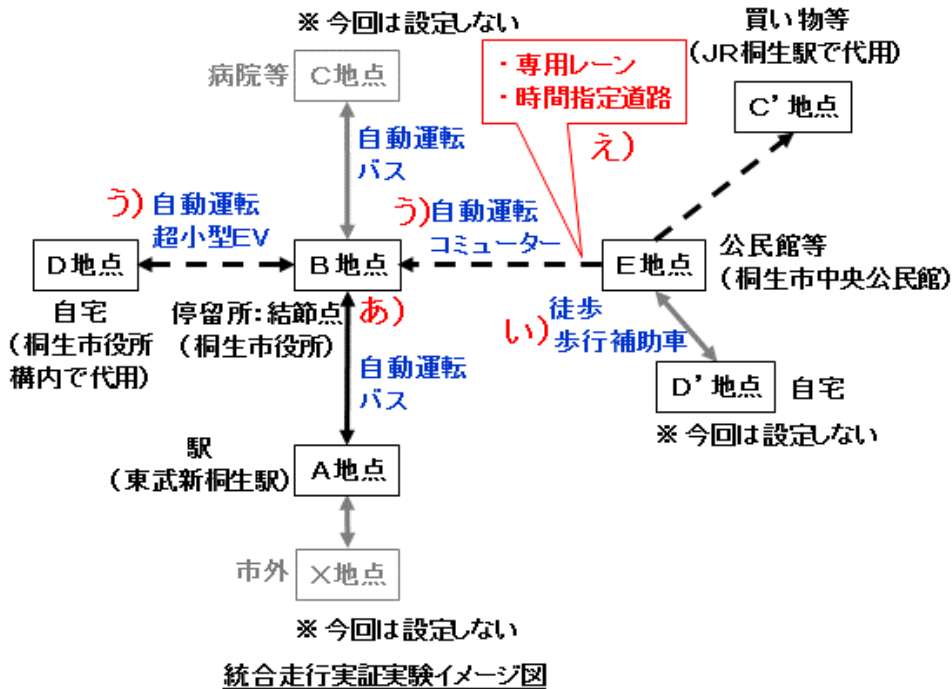 ※ 今回は設定しない
病院等
C地点
・専用レーン
・時間指定道路
え）
買い物等
（JR桐生駅で代用）
C’地点
自動運転
バス
う）自動運転
超小型EV
う）自動運転
コミューター
D地点
B地点
E地点
公民館等
（桐生市中央公民館）
自宅
（桐生市役所
構内で代用）
停留所：結節点
（桐生市役所）
あ）
い）
徒歩
歩行補助車
自動運転
バス
D’地点
自宅
※ 今回は設定しない
駅
（東武新桐生駅）
A地点
市外
X地点
※ 今回は設定しない
統合走行実証実験イメージ図